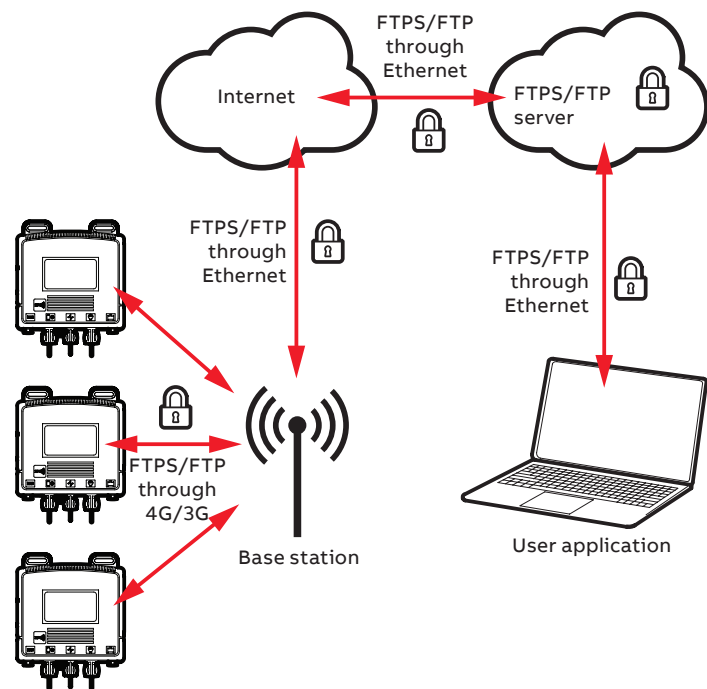 FTPS/FTP
through
Ethernet
Internet
FTPS/FTP
server
FTPS/FTP
through
Ethernet
FTPS/FTP
through
Ethernet
FTPS/FTP
through
4G/3G
Base station
User application